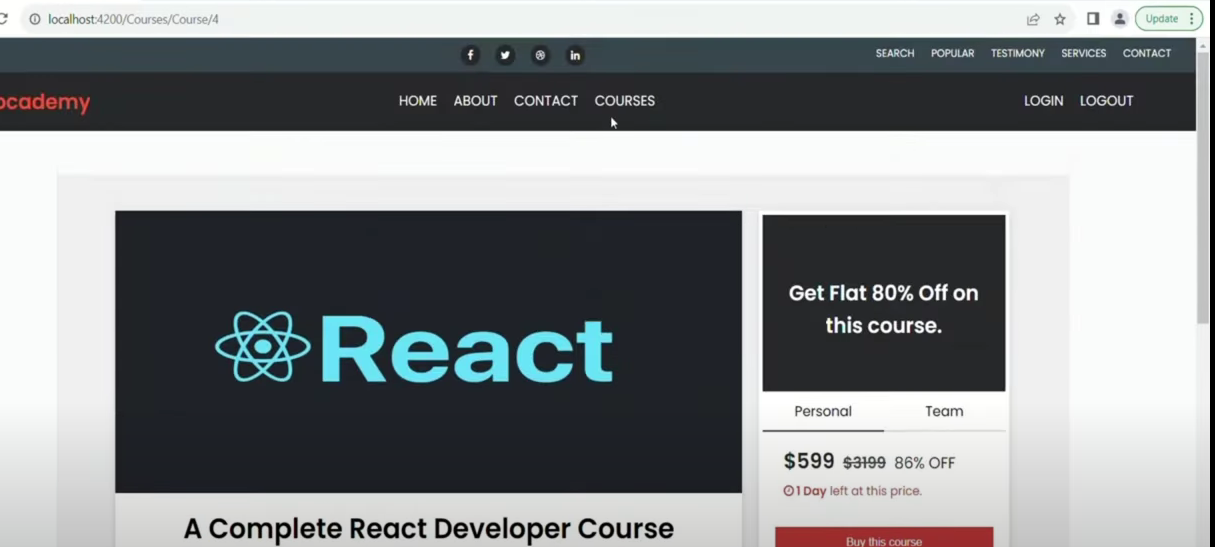 localhost:4200/Courses/Course/4
Update
SEARCH POPULAR TESTIMONY SERVICES CONTACT
ocademy
HOME ABOUT CONTACT COURSES
LOGIN LOGOUT
React
Get Flat 80% Off on
this course.
Personal Team
$599 $3199 86% OFF
1 Day left at this price.
A Complete React Developer Course
Buy this course